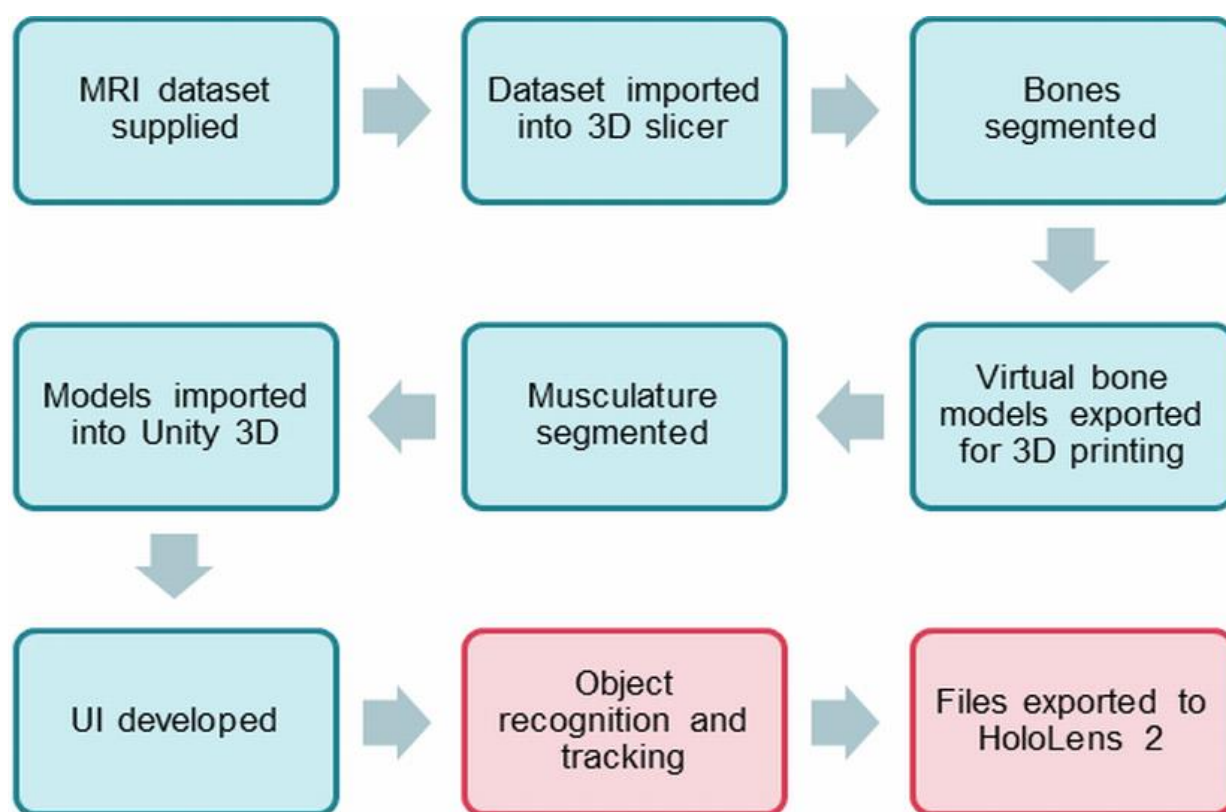 MRI dataset
supplied
Dataset imported
into 3D slicer
Bones
segmented
Virtual bone
models exported
for 3D printing
Musculature
segmented
Models imported
into Unity 3D
UI developed
Object
recognition and
tracking
Files exported to
HoloLens 2